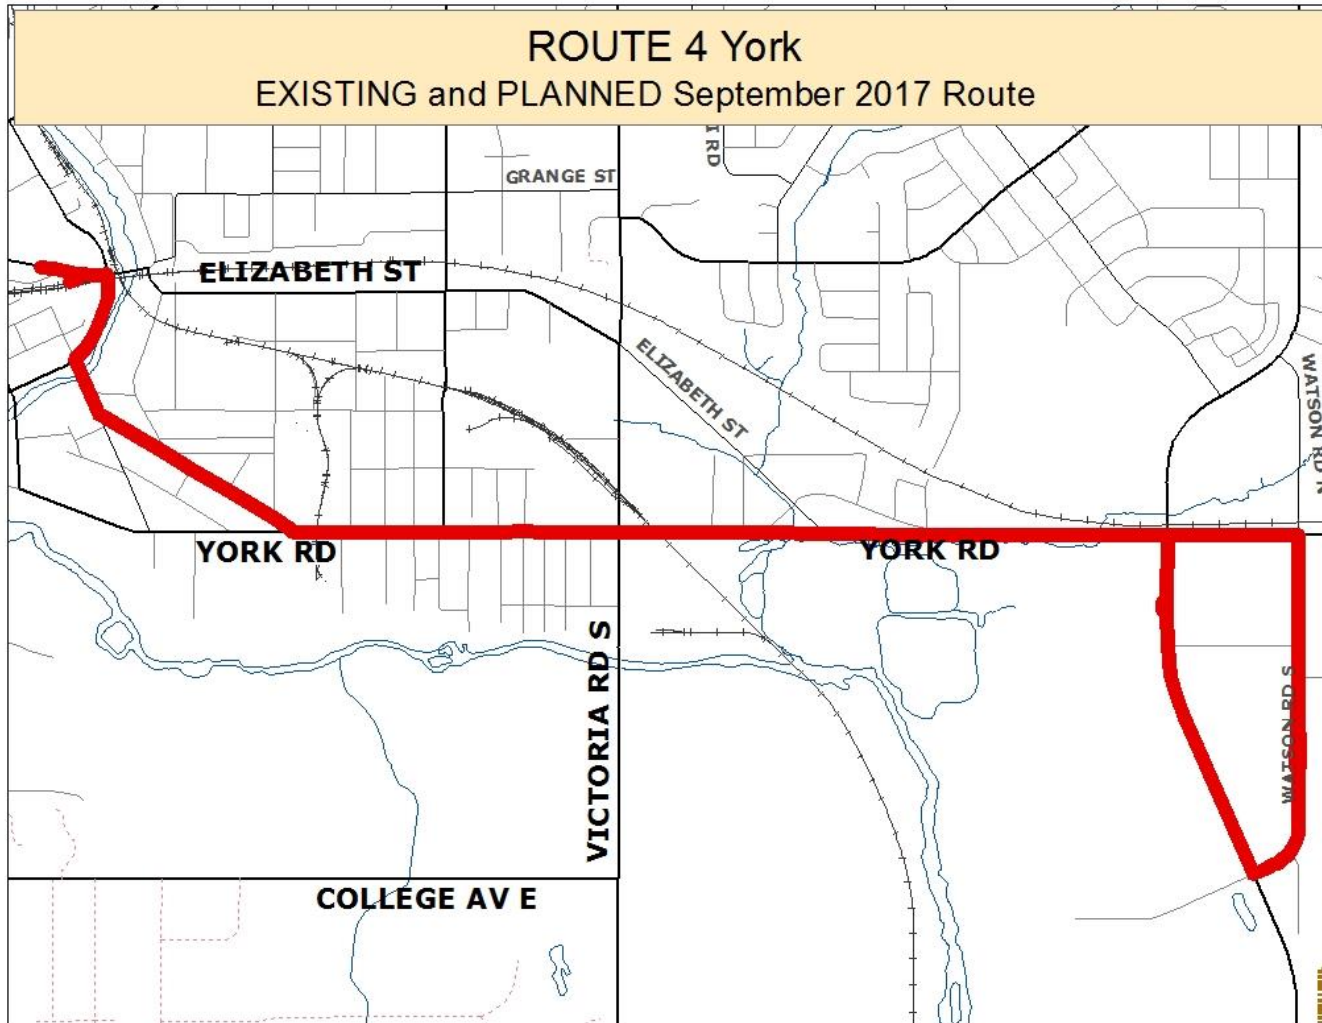 ROUTE 4 York
EXISTING and PLANNED September 2017 Route
GRANGE ST
ELIZABETH ST
ELIZABETH ST
WATSON RD N
YORK RD
YORK RD
VICTORIA RD S
WATSON RD S
COLLEGE AV E